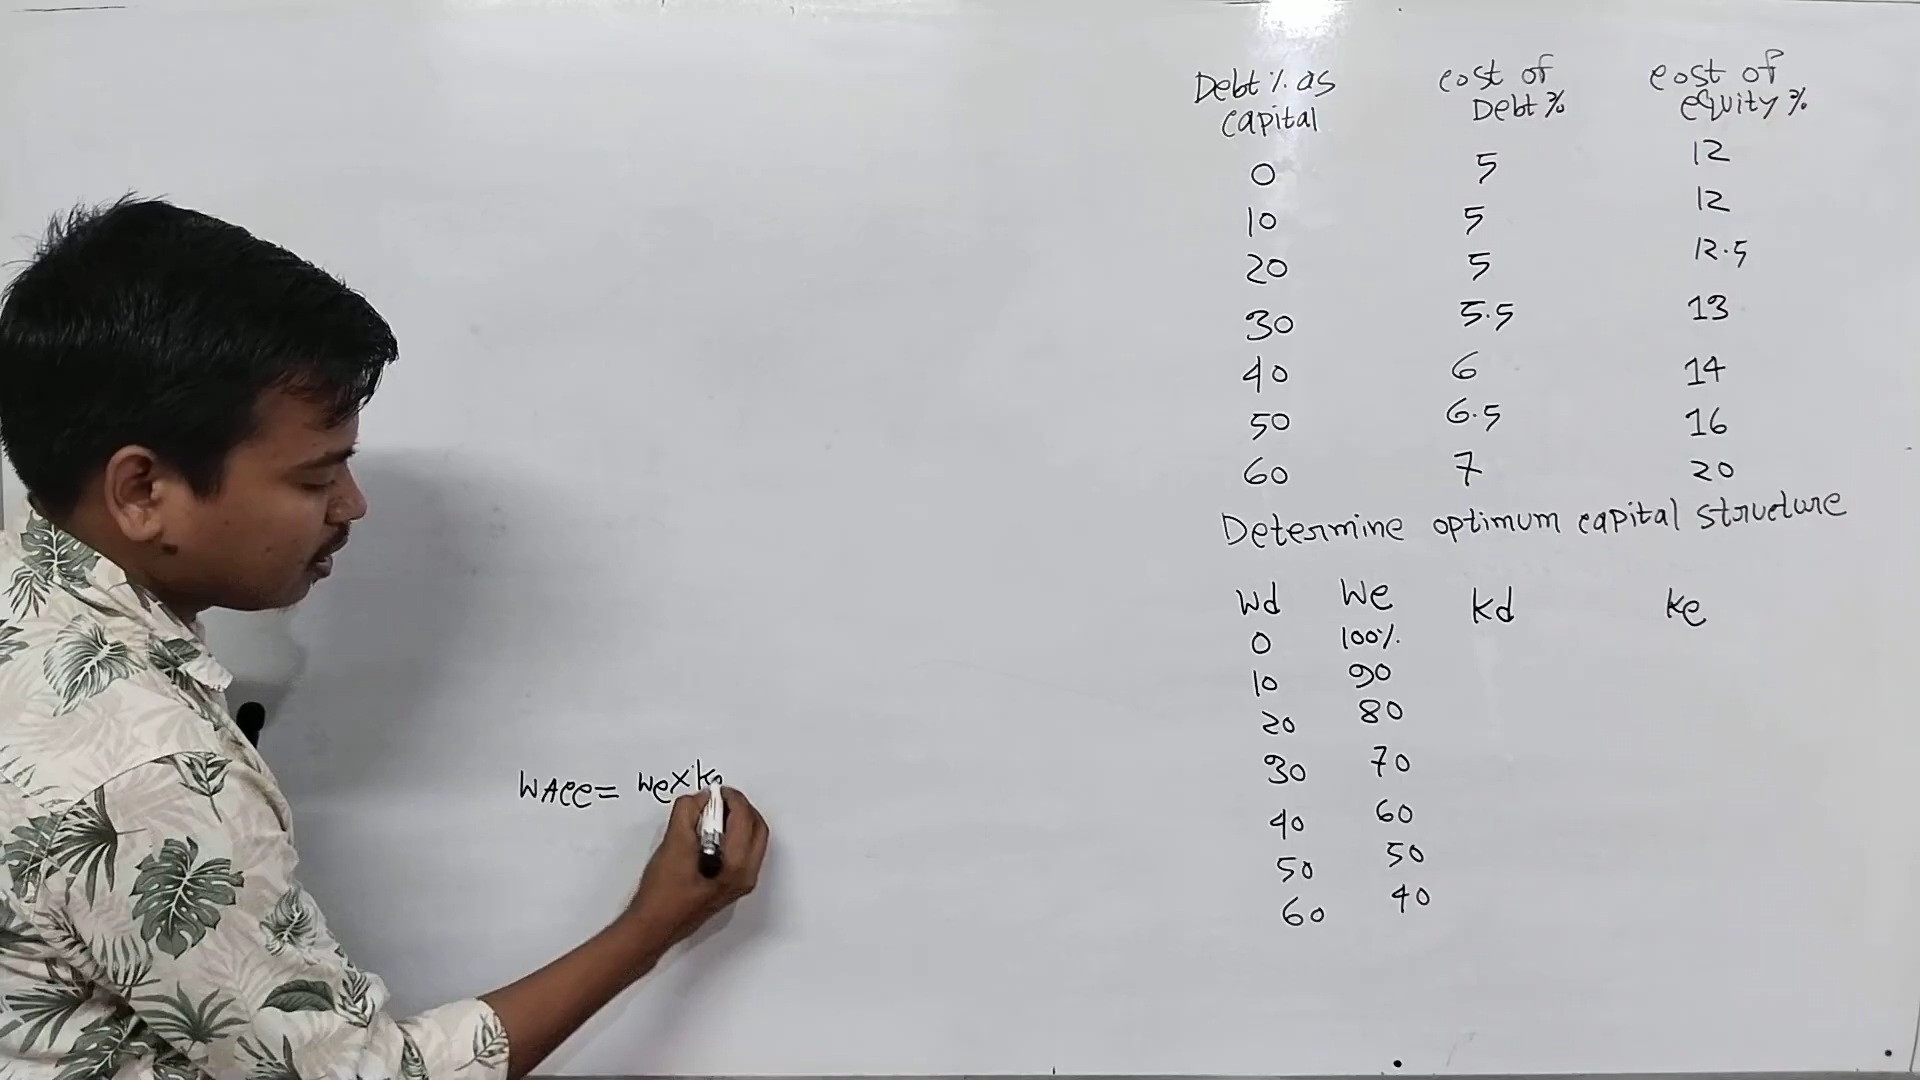 Debt % as capital cost of Debt % cost of equity %
0 5 12
10 5 12
20 5 12.5
30 5.5 13
40 6 14
50 6.5 16
60 7 20
Determine optimum capital structure
Wd We kd ke
0 100%
10 90
20 80
30 70
40 60
50 50
60 40
WACC = We×k